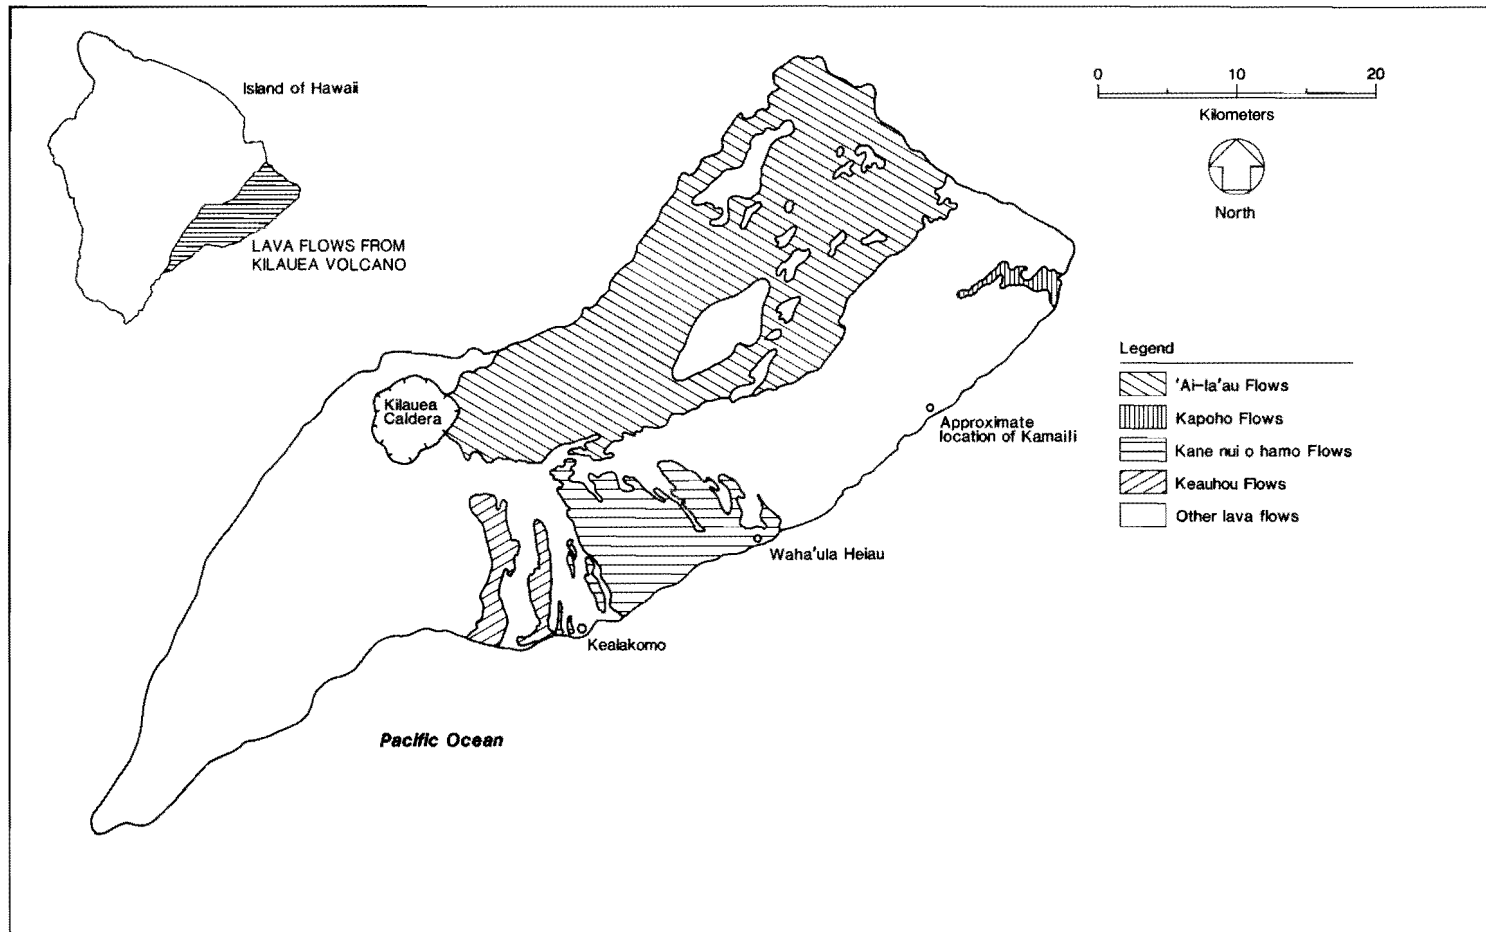 Island of Hawaii
LAVA FLOWS FROM
KILAUEA VOLCANO
0 10 20
Kilometers
North
Kilauea
Caldera
Approximate
location of Kamaili
Waha'ula Heiau
Kealakomo
Pacific Ocean
Legend
'Ai-la'au Flows
Kapoho Flows
Kane nui o hamo Flows
Keauhou Flows
Other lava flows